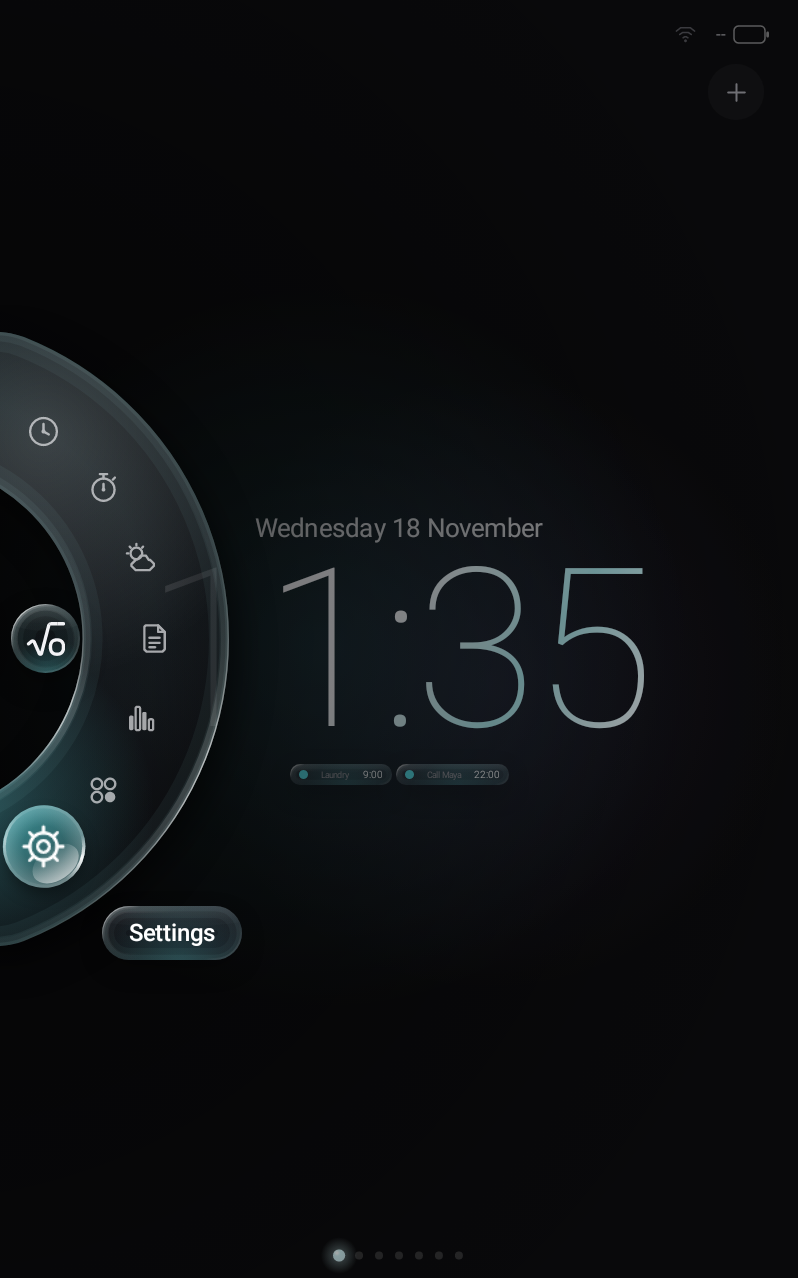 --
Wednesday 18 November
1:35
Laundry 9:00 Call Maya 22:00
√o
Settings